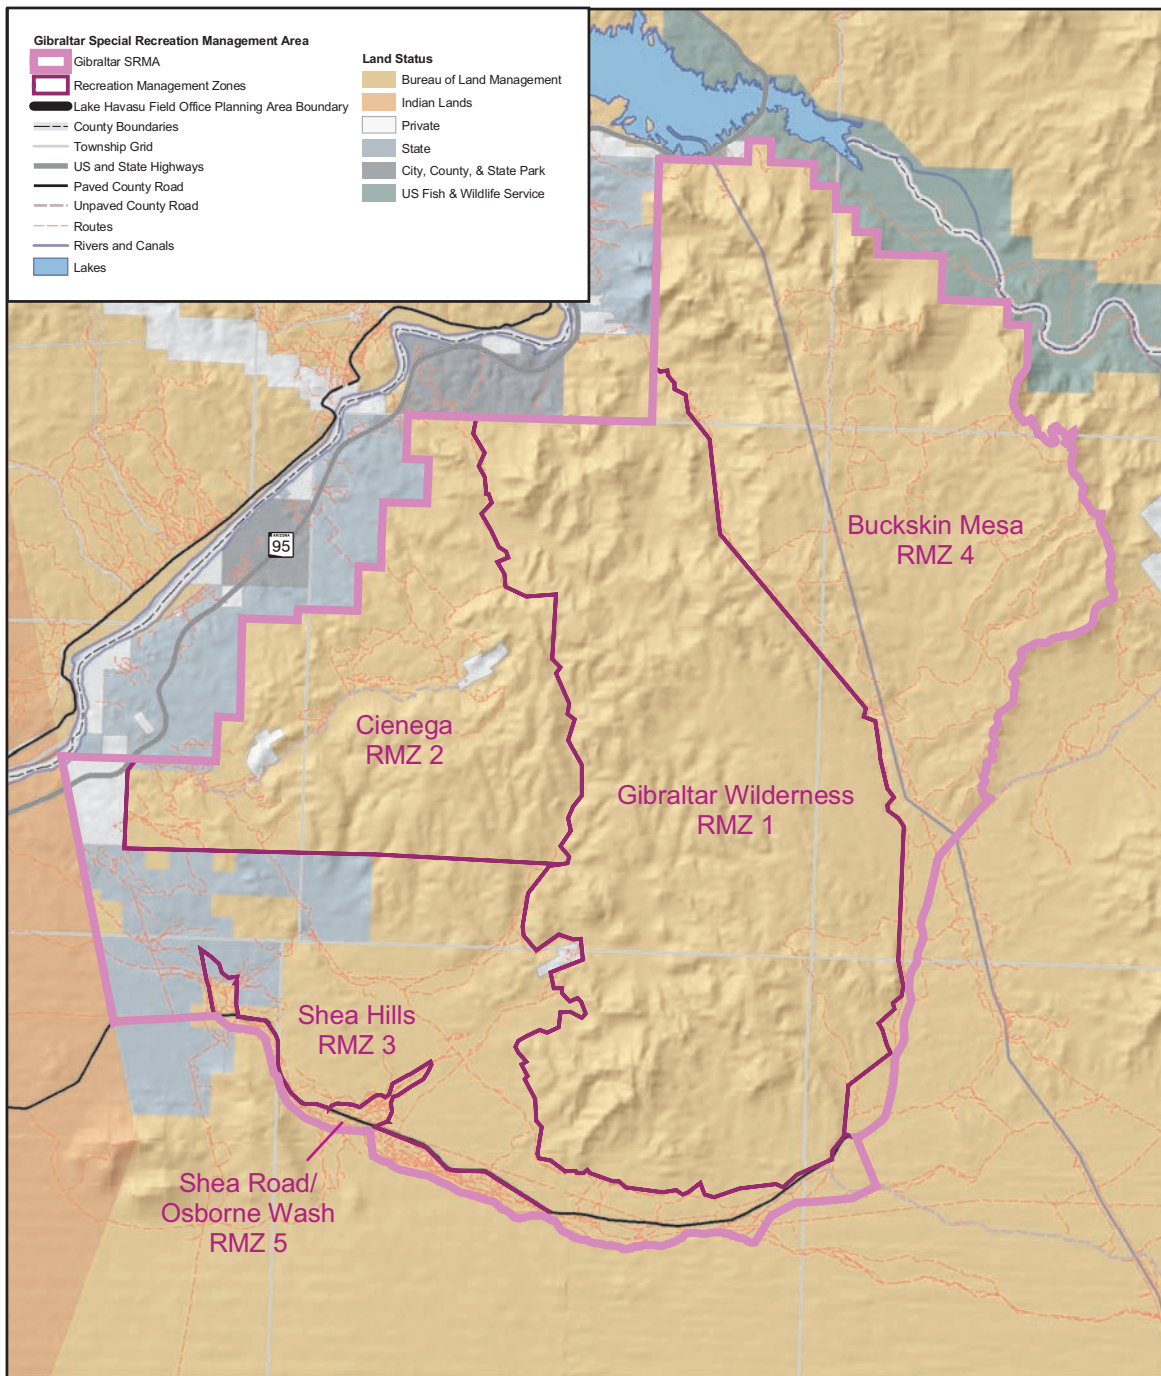 Gibraltar Special Recreation Management Area
Gibraltar SRMA
Recreation Management Zones
Lake Havasu Field Office Planning Area Boundary
County Boundaries
Township Grid
US and State Highways
Paved County Road
Unpaved County Road
Routes
Rivers and Canals
Lakes
Land Status
Bureau of Land Management
Indian Lands
Private
State
City, County, & State Park
US Fish & Wildlife Service
Buckskin Mesa
RMZ 4
ARIZONA
95
Cienega
RMZ 2
Gibraltar Wilderness
RMZ 1
Shea Hills
RMZ 3
Shea Road/
Osborne Wash
RMZ 5